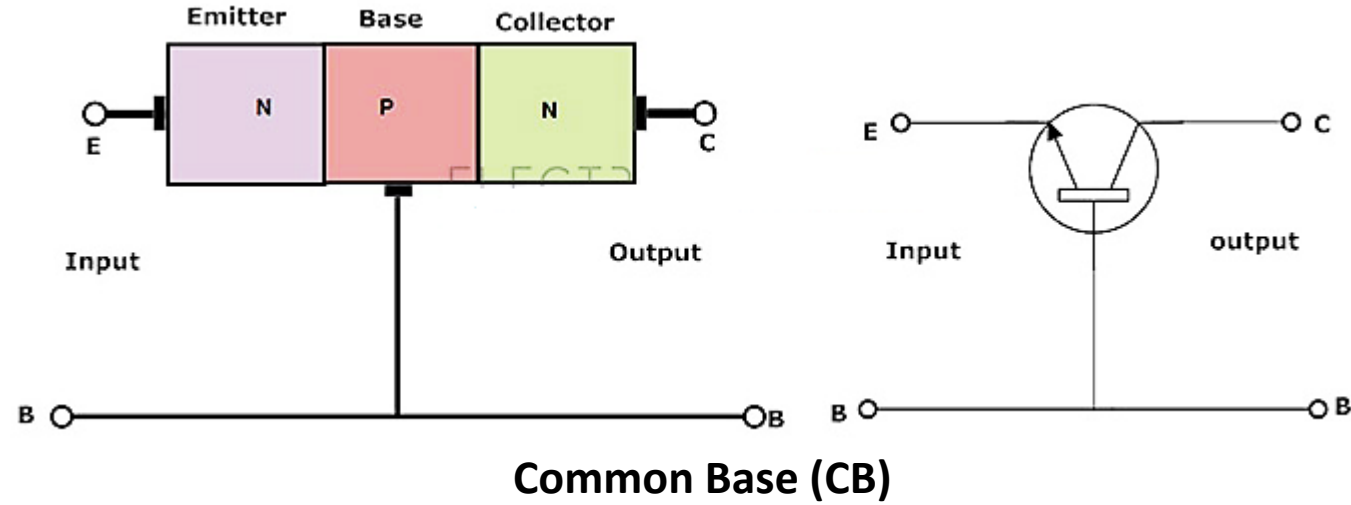 Emitter Base Collector
N P N
E C
Input Output
B B
E C
Input output
B B
Common Base (CB)